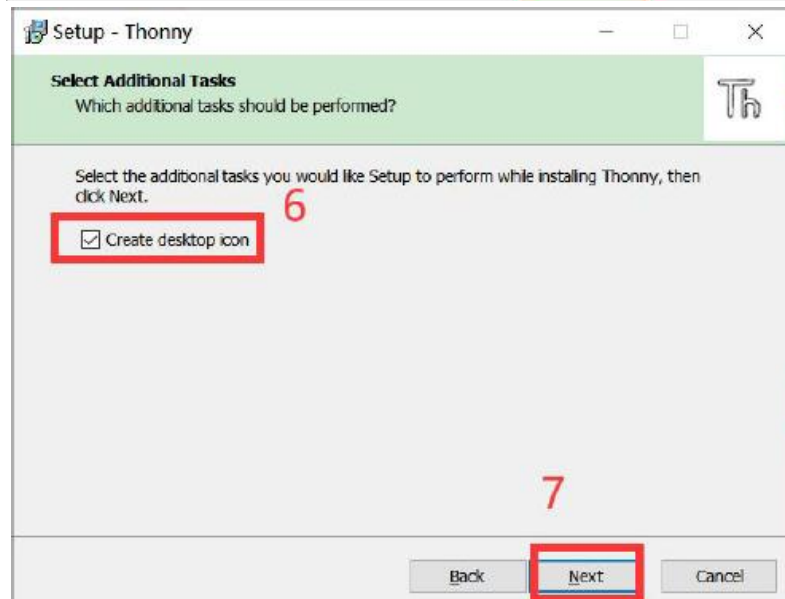 Setup - Thonny
Select Additional Tasks
Which additional tasks should be performed?
Th
Select the additional tasks you would like Setup to perform while installing Thonny, then
click Next.
6
Create desktop icon
7
Back
Next
Cancel